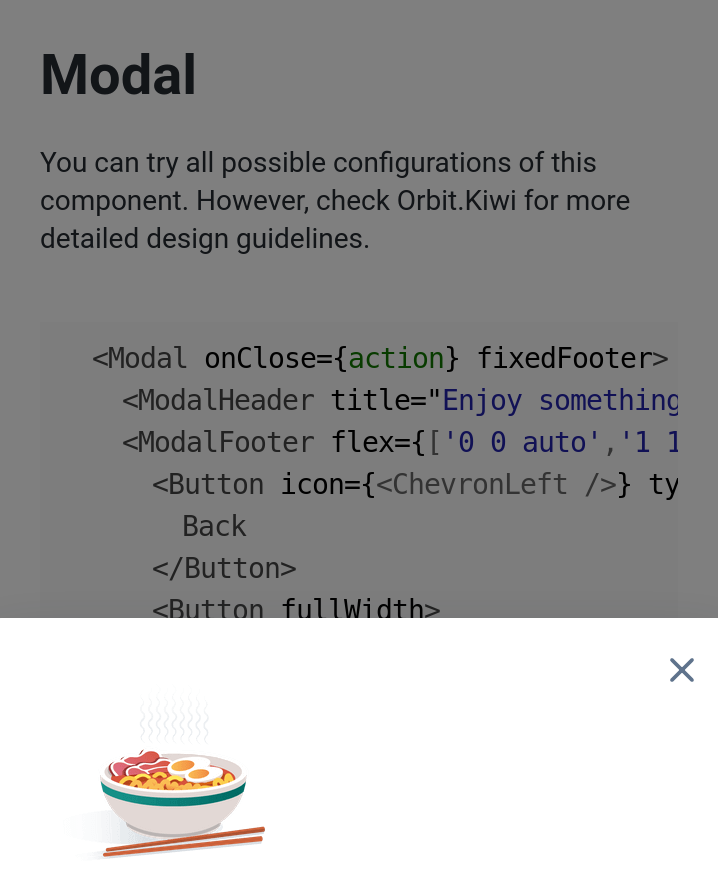 Modal
You can try all possible configurations of this
component. However, check Orbit.Kiwi for more
detailed design guidelines.
<Modal onClose={action} fixedFooter>
<ModalHeader title="Enjoy something
<ModalFooter flex={['0 0 auto','1 1
<Button icon={<ChevronLeft />} ty
Back
</Button>
<Button fullWidth>